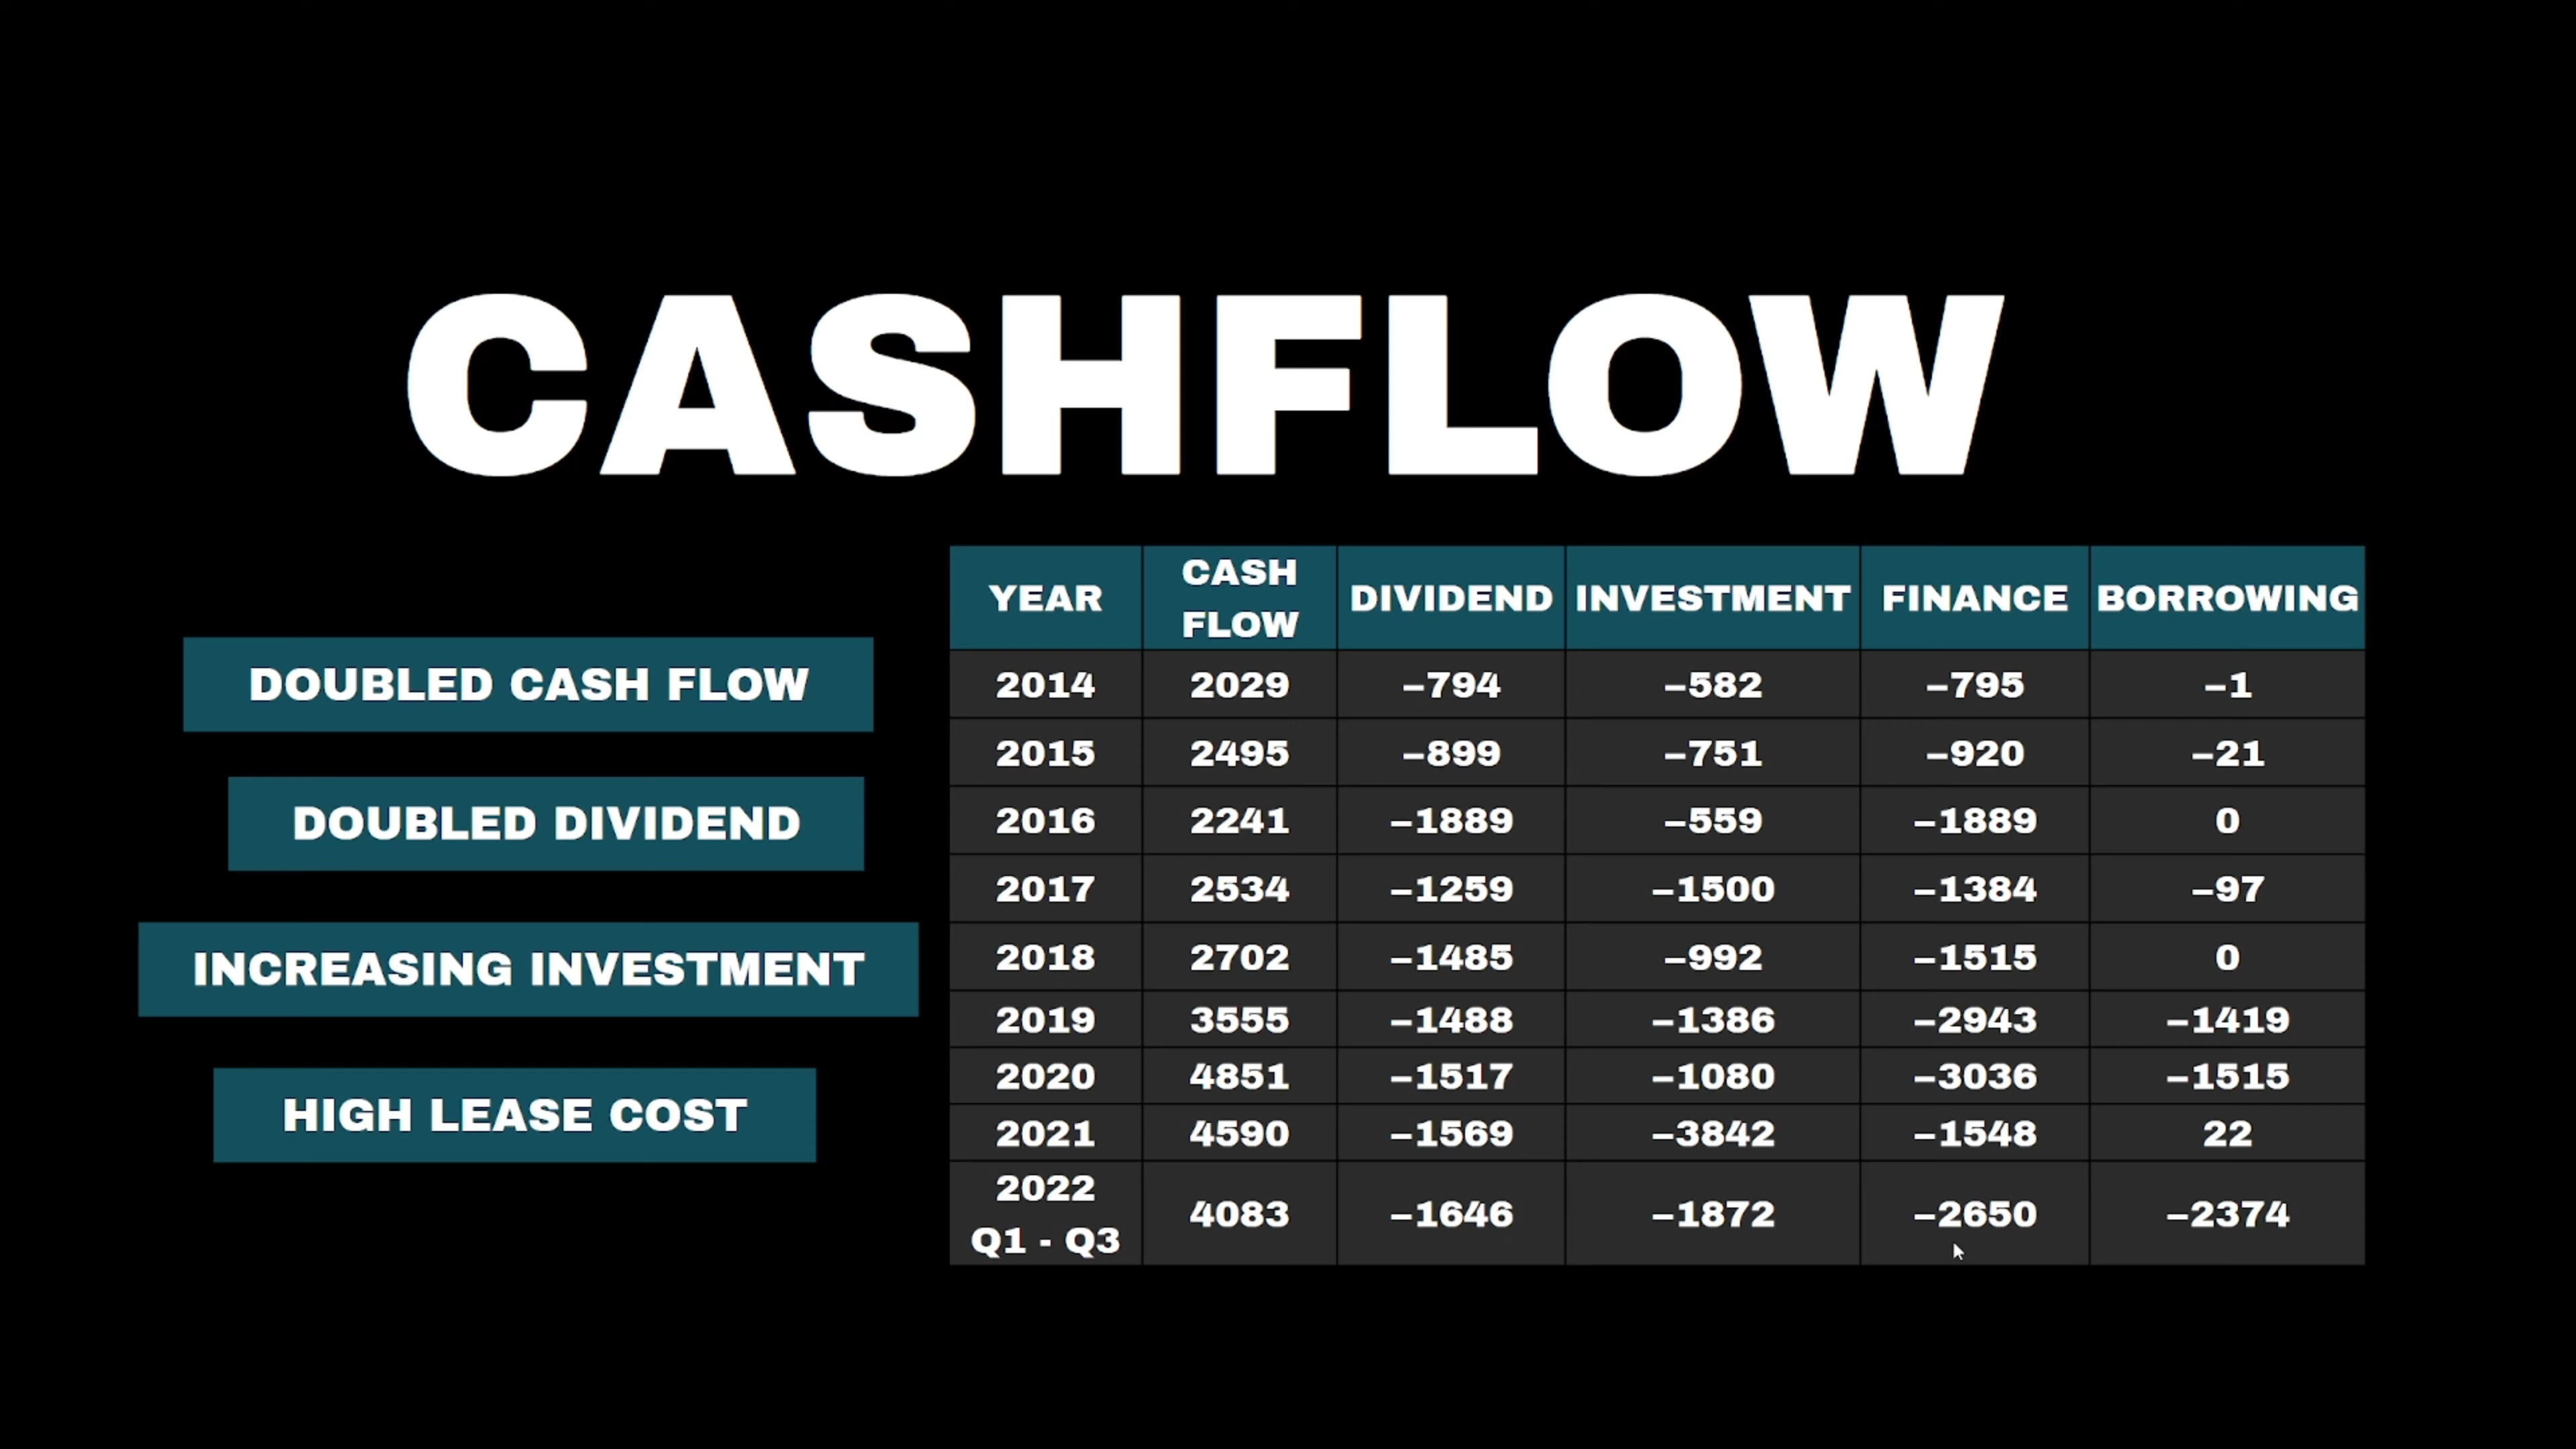 CASHFLOW
DOUBLED CASH FLOW
DOUBLED DIVIDEND
INCREASING INVESTMENT
HIGH LEASE COST
YEAR CASH FLOW DIVIDEND INVESTMENT FINANCE BORROWING
2014 2029 –794 –582 –795 –1
2015 2495 –899 –751 –920 –21
2016 2241 –1889 –559 –1889 0
2017 2534 –1259 –1500 –1384 –97
2018 2702 –1485 –992 –1515 0
2019 3555 –1488 –1386 –2943 –1419
2020 4851 –1517 –1080 –3036 –1515
2021 4590 –1569 –3842 –1548 22
2022 Q1 - Q3 4083 –1646 –1872 –2650 –2374